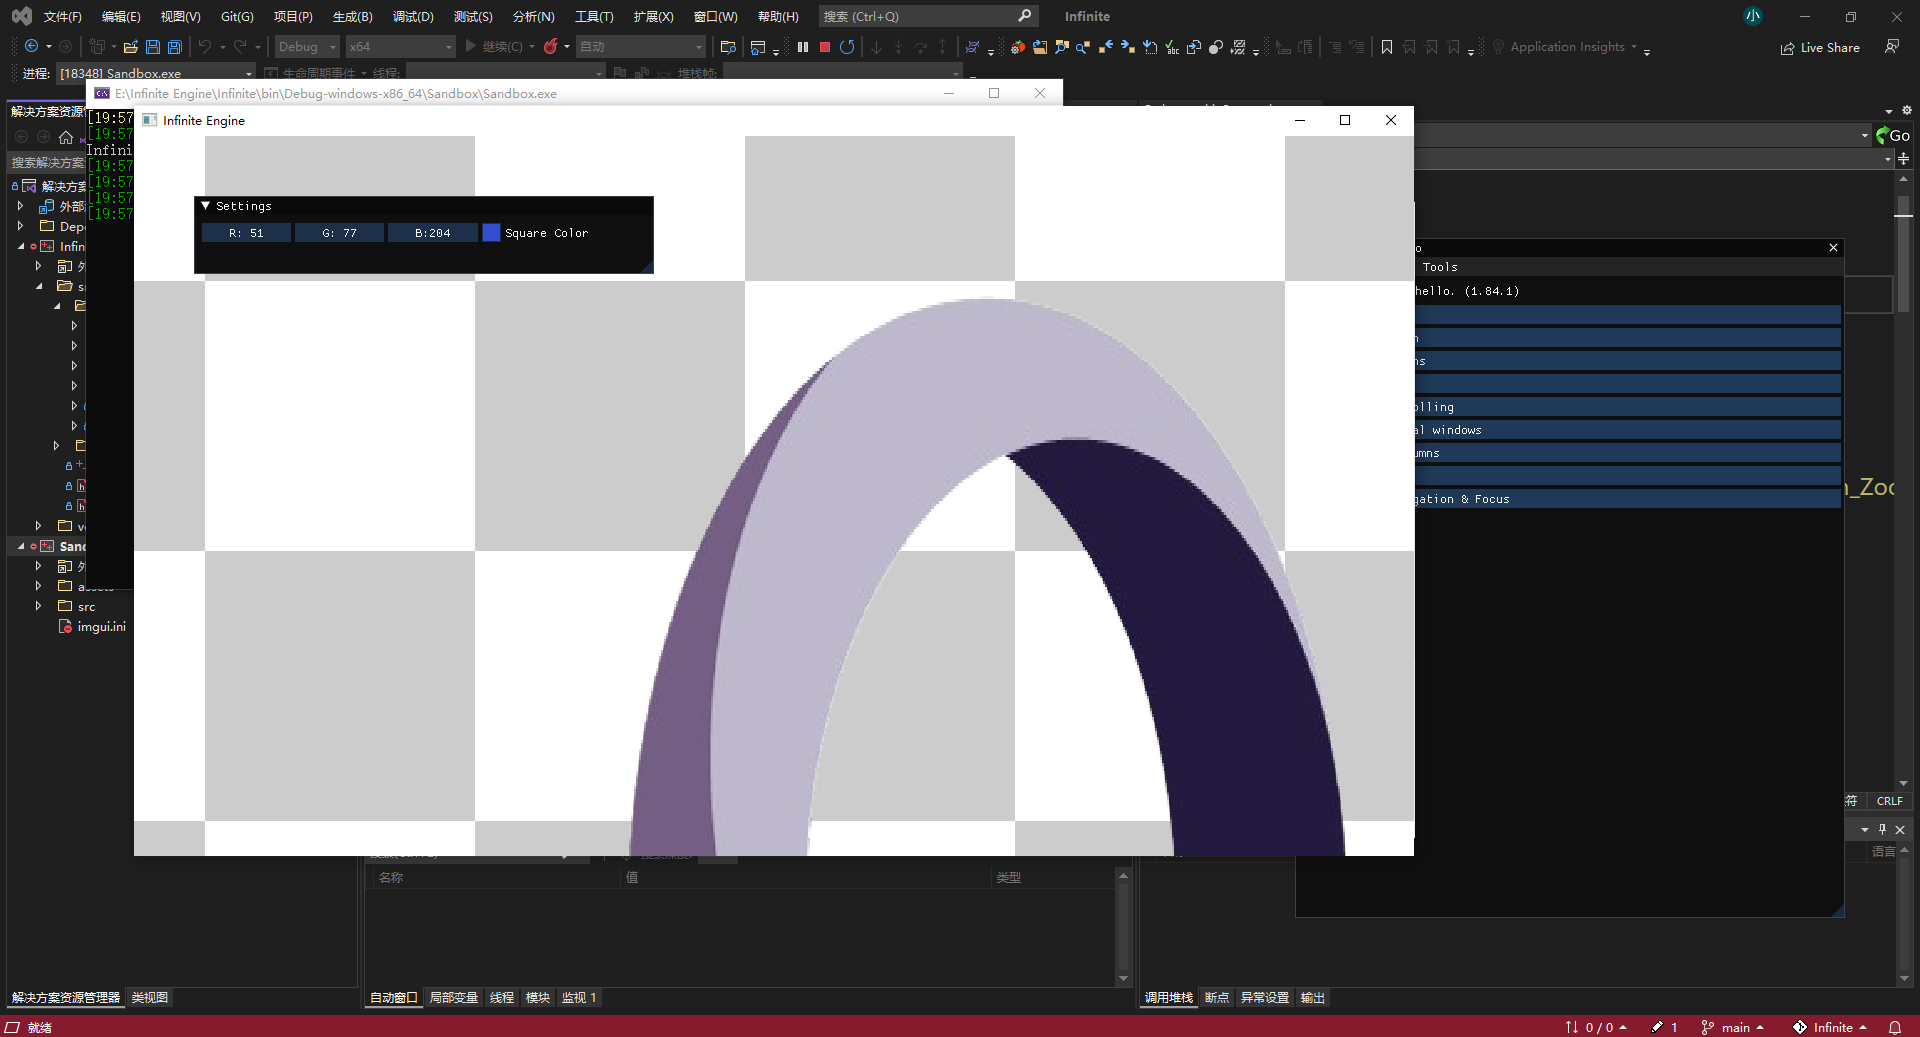 文件(F) 编辑(E) 视图(V) Git(G) 项目(P) 生成(B) 调试(D) 测试(S) 分析(N) 工具(T) 扩展(X) 窗口(W) 帮助(H) 搜索 (Ctrl+Q) Infinite 小
Debug x64 继续(C) 自动 Application Insights Live Share
进程: [18348] Sandbox.exe 生命周期事件 线程: 堆栈帧:
E:\Infinite Engine\Infinite\bin\Debug-windows-x86_64\Sandbox\Sandbox.exe
解决方案资源
[19:57
Infinite Engine
[19:57
Go
Infini
搜索解决方案
[19:57
[19:57
解决方案
[19:57
外部
[19:57
Settings
Dep
R: 51 G: 77 B:204 Square Color
Infin
Tools
hello. (1.84.1)
olling
al windows
umns
gation & Focus
n_Zoo
Sand
assets
src
imgui.ini
CRLF
语言
名称 值 类型
解决方案资源管理器 类视图 自动窗口 局部变量 线程 模块 监视 1 调用堆栈 断点 异常设置 输出
就绪 0 / 0 1 main Infinite